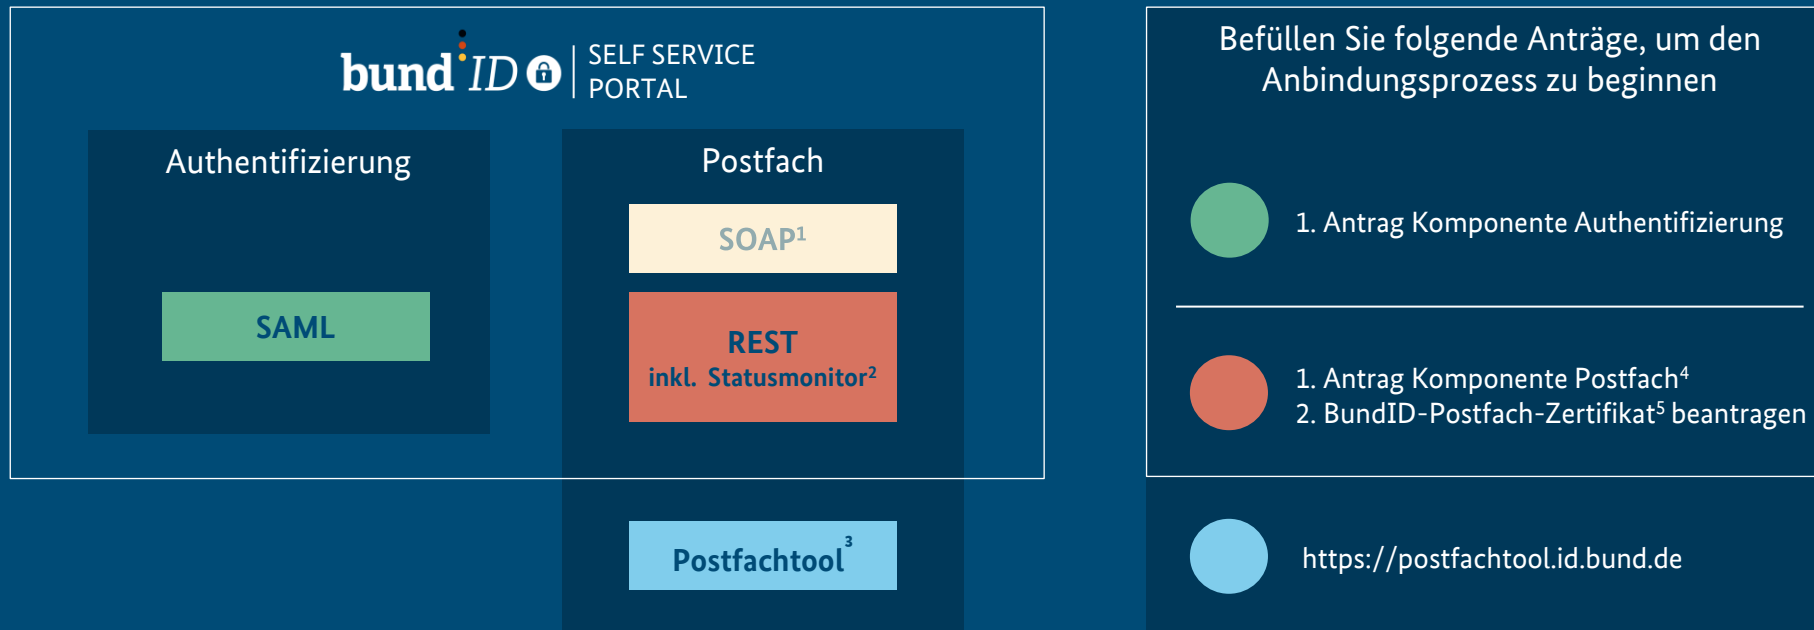 bundID
SELF SERVICE
PORTAL
Authentifizierung
SAML
Postfach
SOAP¹
REST
inkl. Statusmonitor²
Postfachtool³
Befüllen Sie folgende Anträge, um den
Anbindungsprozess zu beginnen
1. Antrag Komponente Authentifizierung
1. Antrag Komponente Postfach⁴
2. BundID-Postfach-Zertifikat⁵ beantragen
https://postfachtool.id.bund.de